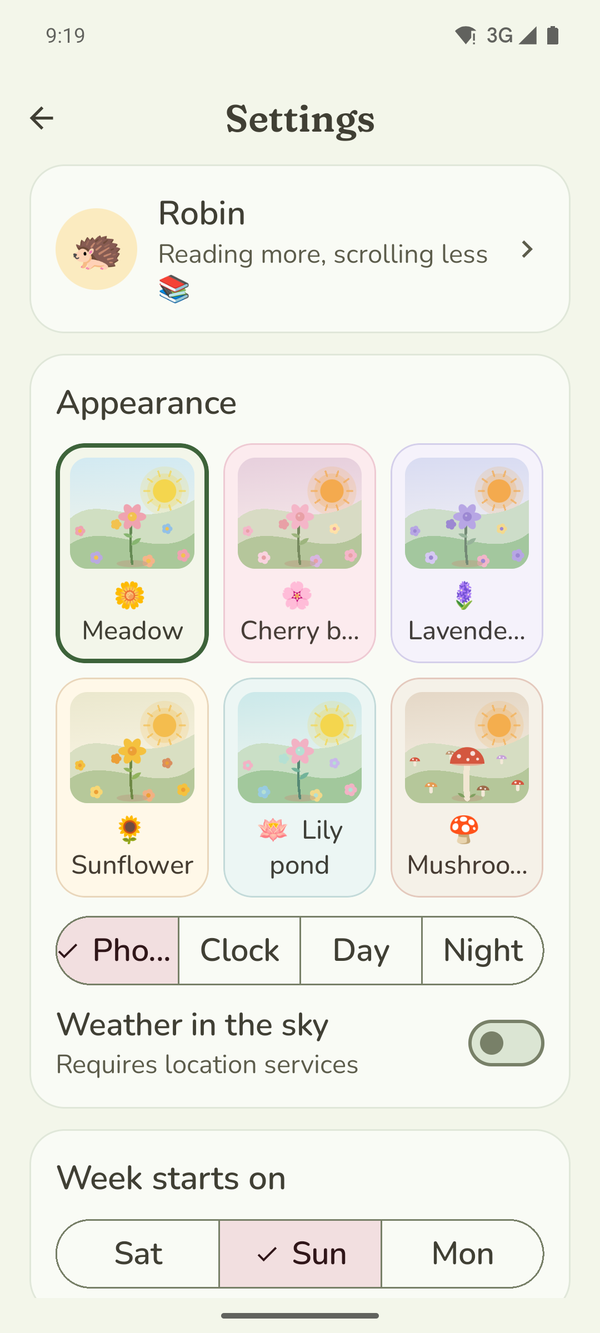 9:19
3G
Settings
Robin
Reading more, scrolling less
📚
Appearance
Meadow
Cherry b...
Lavende...
Sunflower
Lily
pond
Mushroo...
Pho...
Clock
Day
Night
Weather in the sky
Requires location services
Week starts on
Sat
Sun
Mon